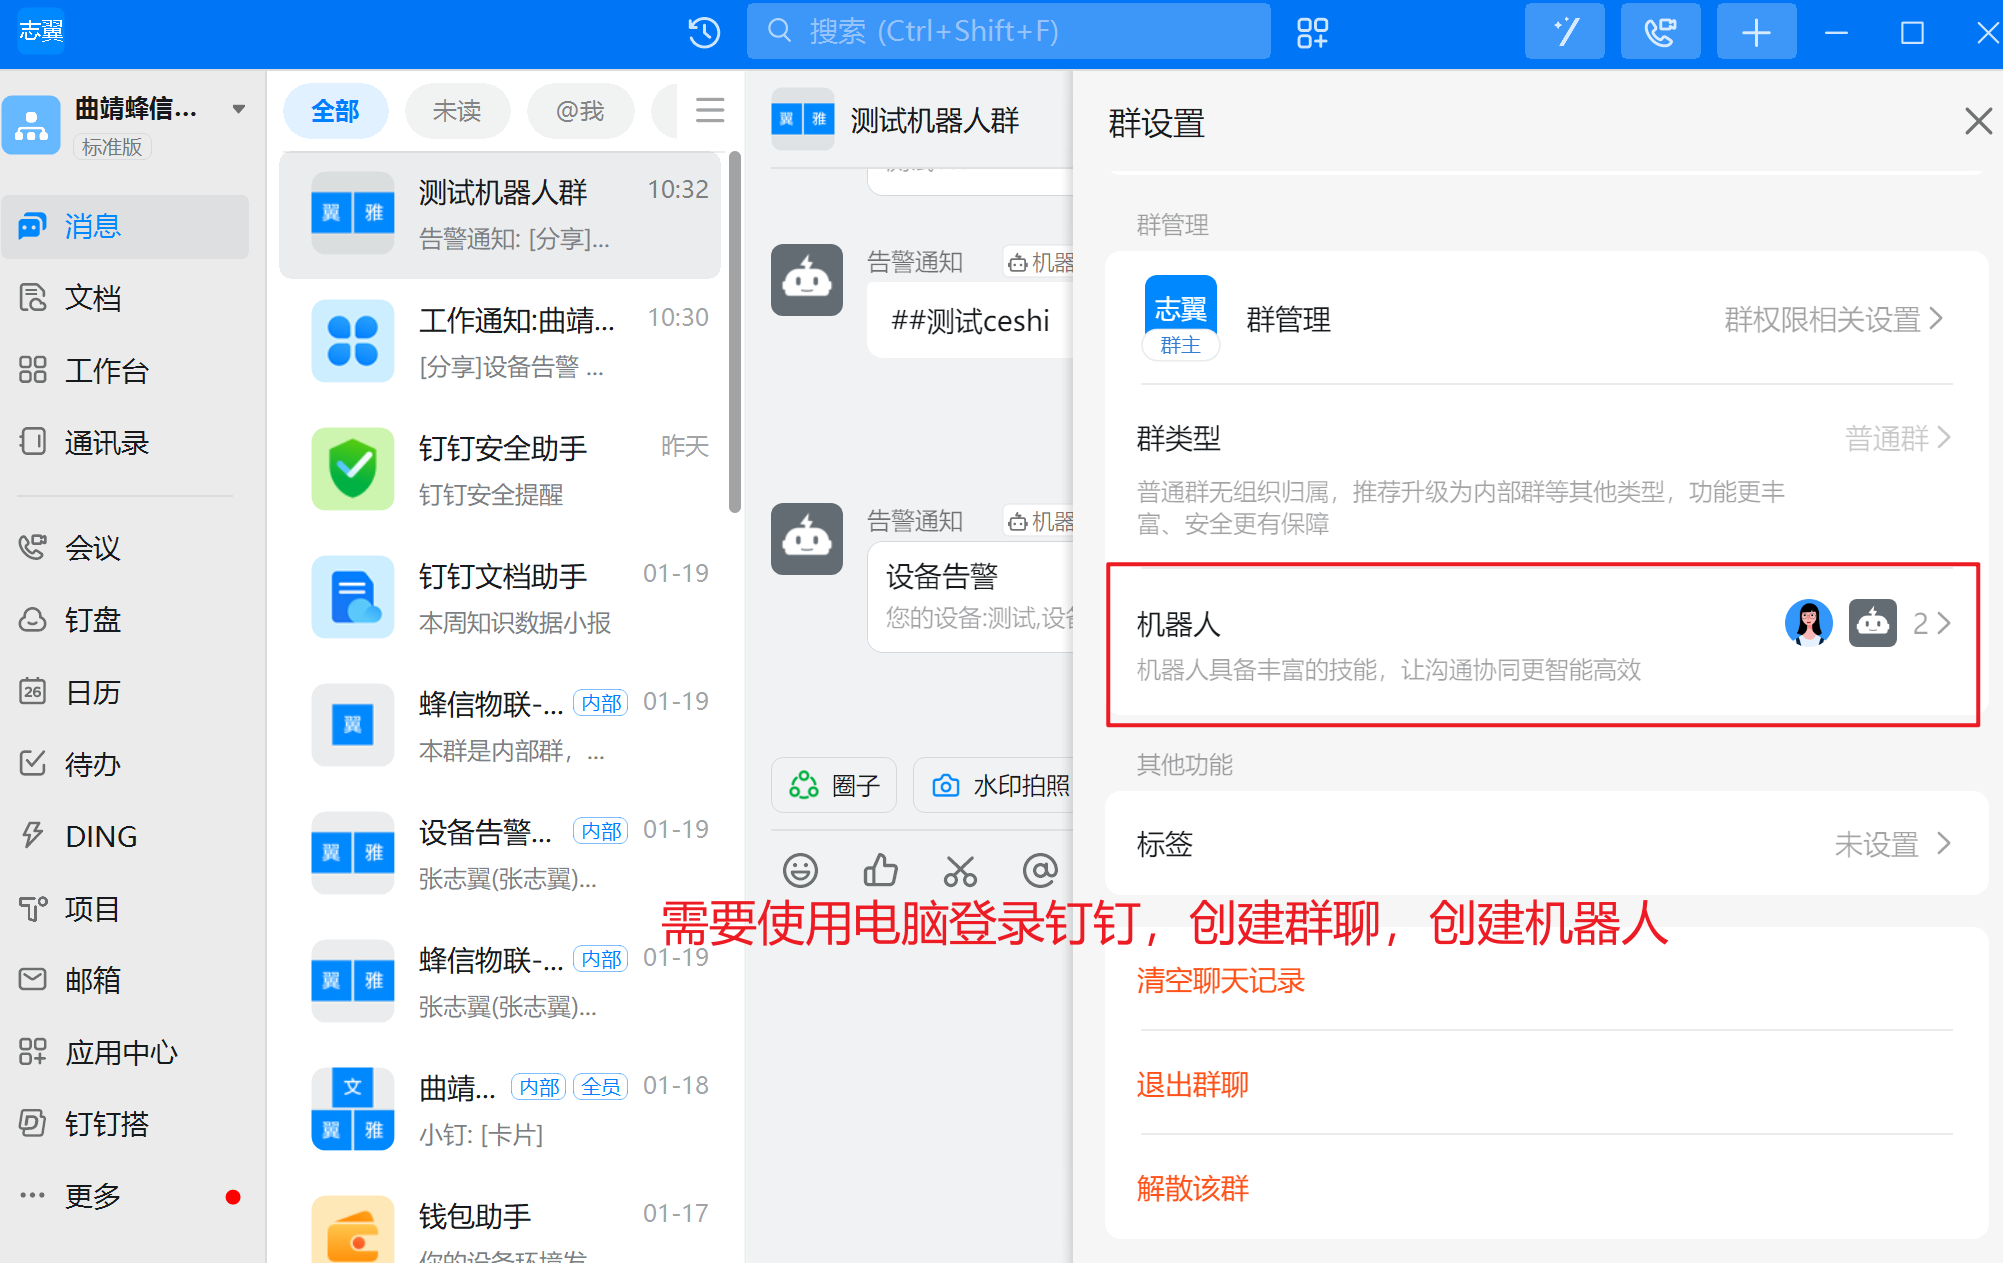 志翼
搜索 (Ctrl+Shift+F)
曲靖蜂信...
标准版
消息
文档
工作台
通讯录
会议
钉盘
26
日历
待办
DING
项目
邮箱
应用中心
钉钉搭
更多
全部
未读
@我
翼 雅
测试机器人群
10:32
告警通知: [分享]...
工作通知:曲靖...
10:30
[分享]设备告警 ...
钉钉安全助手
昨天
钉钉安全提醒
钉钉文档助手
01-19
本周知识数据小报
翼
蜂信物联-...
内部
01-19
本群是内部群，...
翼 雅
设备告警...
内部
01-19
张志翼(张志翼)...
翼 雅
蜂信物联-...
内部
01-19
张志翼(张志翼)...
文
翼 雅
曲靖...
内部
全员
01-18
小钉: [卡片]
钱包助手
01-17
你的设备环境发
翼 雅
测试机器人群
告警通知
机器
##测试ceshi
告警通知
机器
设备告警
您的设备:测试,设备
圈子
水印拍照
需要使用电脑登录钉钉，创建群聊，创建机器人
群设置
群管理
志翼
群主
群管理
群权限相关设置
群类型
普通群
普通群无组织归属，推荐升级为内部群等其他类型，功能更丰
富、安全更有保障
机器人
2
机器人具备丰富的技能，让沟通协同更智能高效
其他功能
标签
未设置
清空聊天记录
退出群聊
解散该群